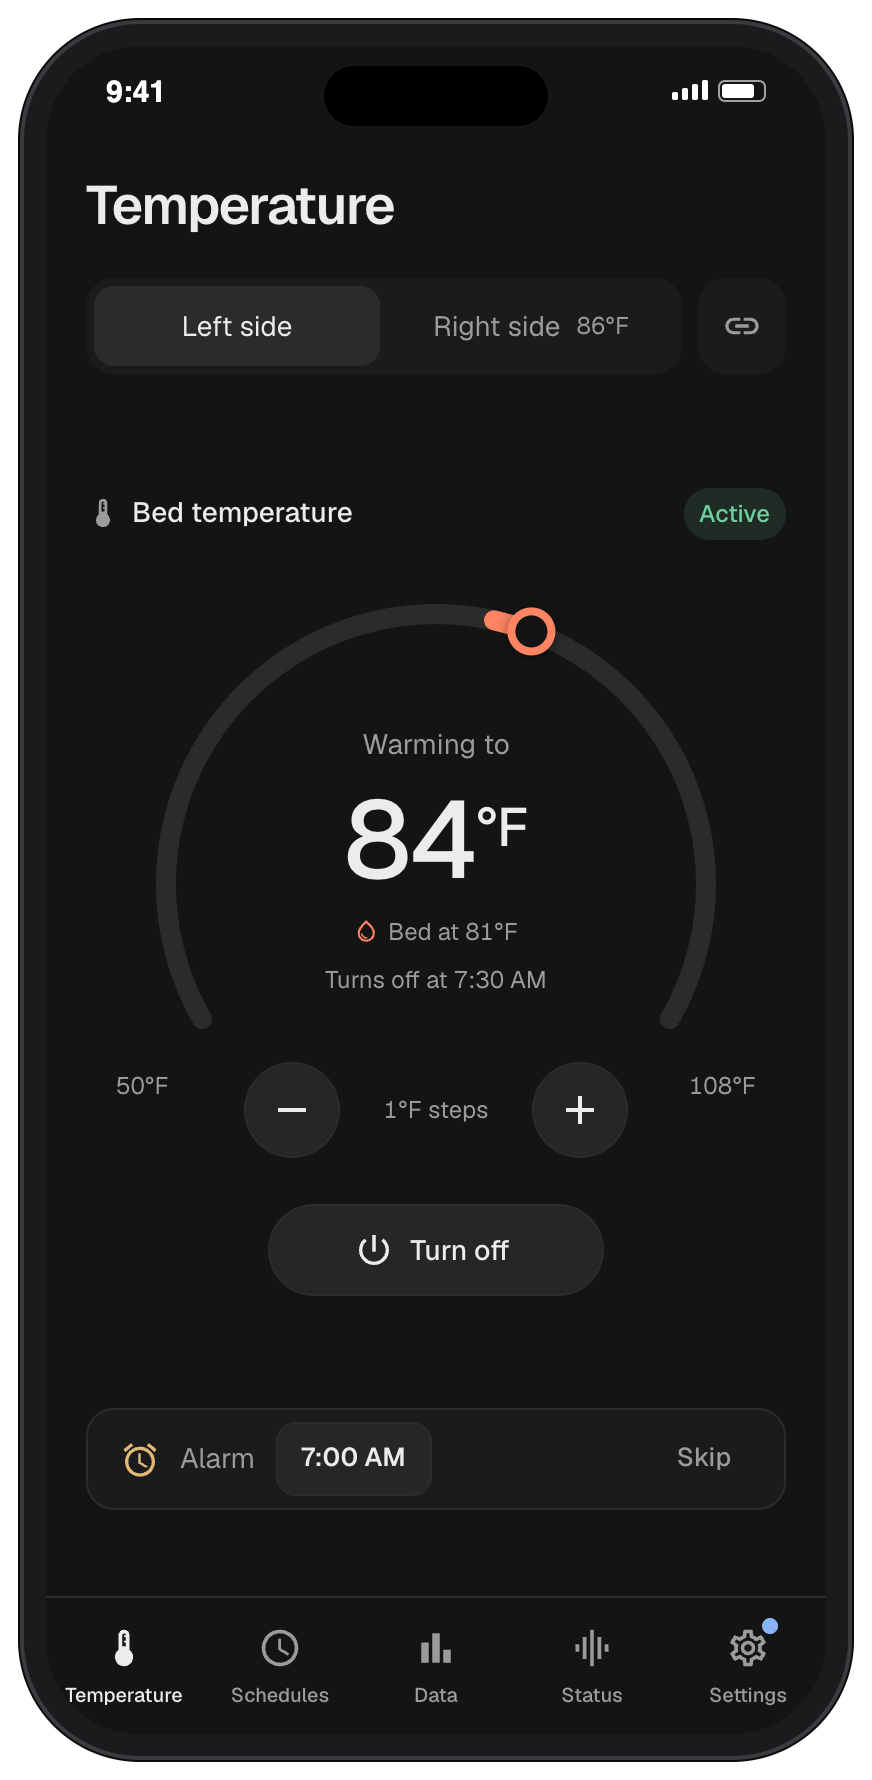 9:41
Temperature
Left side
Right side 86°F
Bed temperature
Active
Warming to
84°F
Bed at 81°F
Turns off at 7:30 AM
50°F
108°F
1°F steps
Turn off
Alarm 7:00 AM Skip
Temperature Schedules Data Status Settings